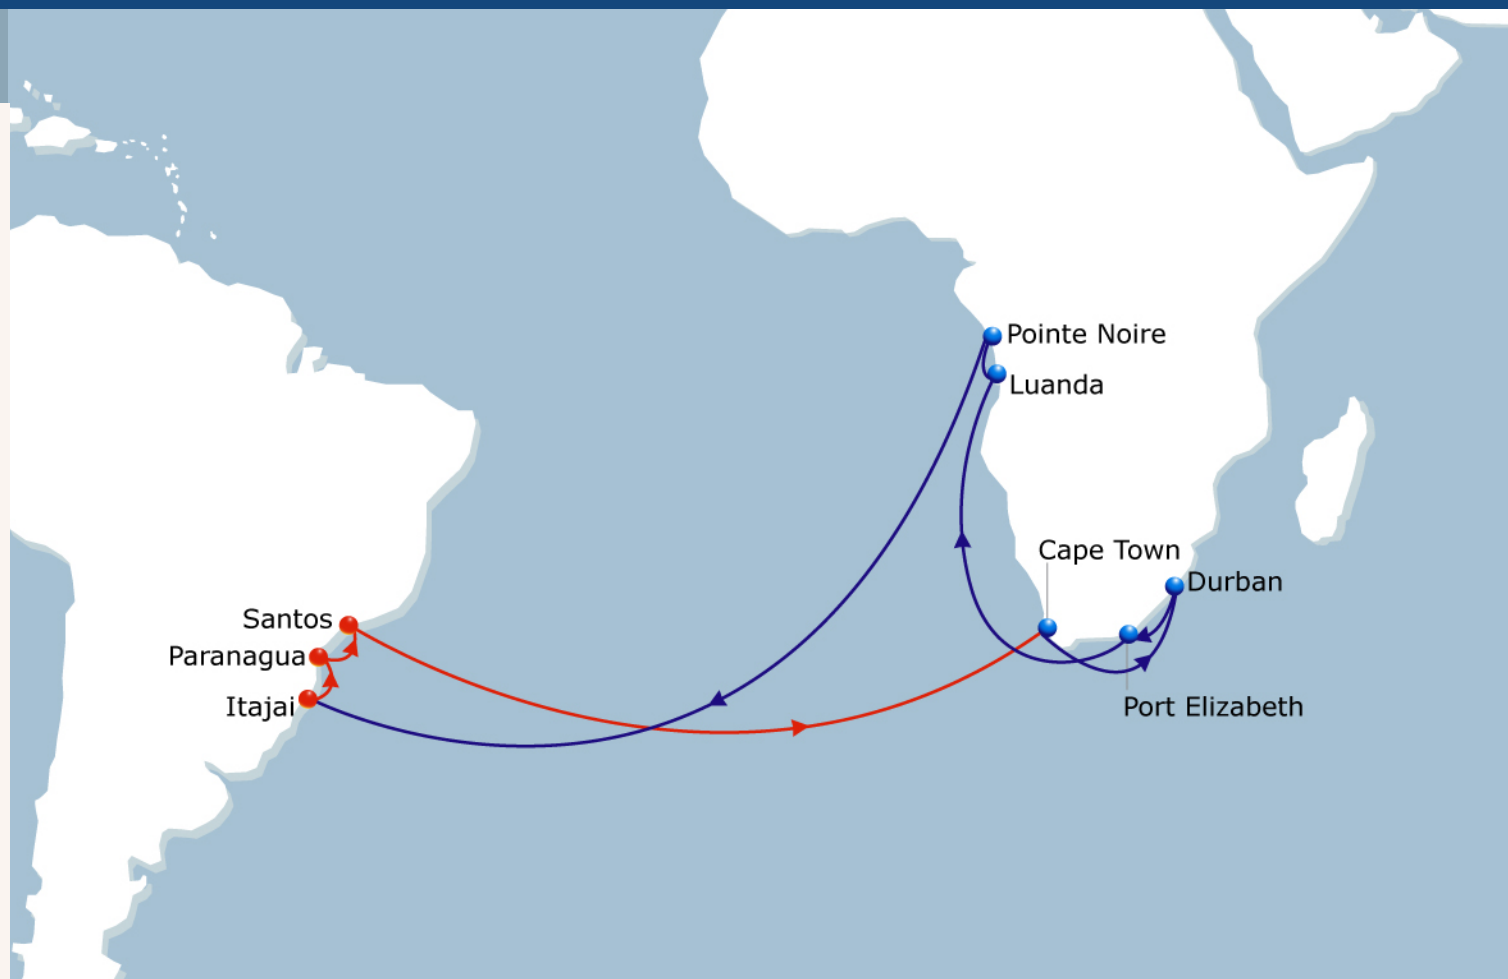 Pointe Noire
Luanda
Cape Town
Durban
Santos
Paranagua
Itajai
Port Elizabeth